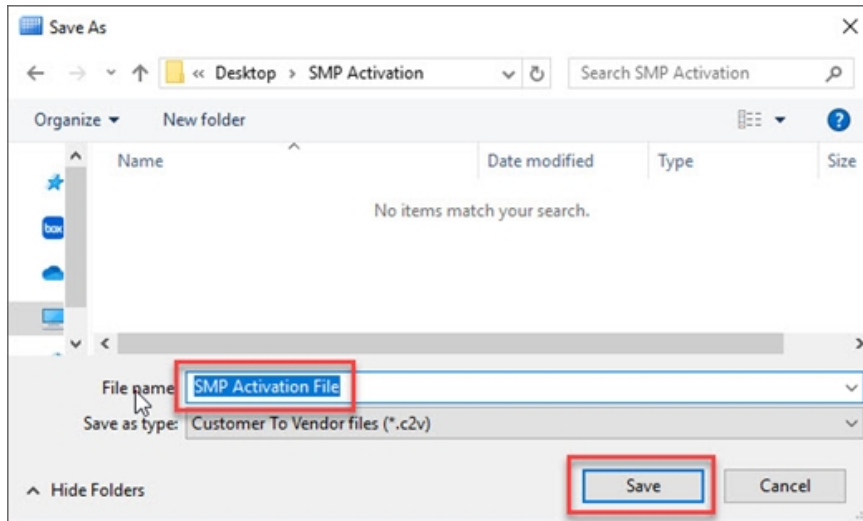 Save As
« Desktop > SMP Activation
Search SMP Activation
Organize
New folder
?
Name
Date modified
Type
Size
No items match your search.
box
File name:
SMP Activation File
Save as type:
Customer To Vendor files (*.c2v)
Hide Folders
Save
Cancel